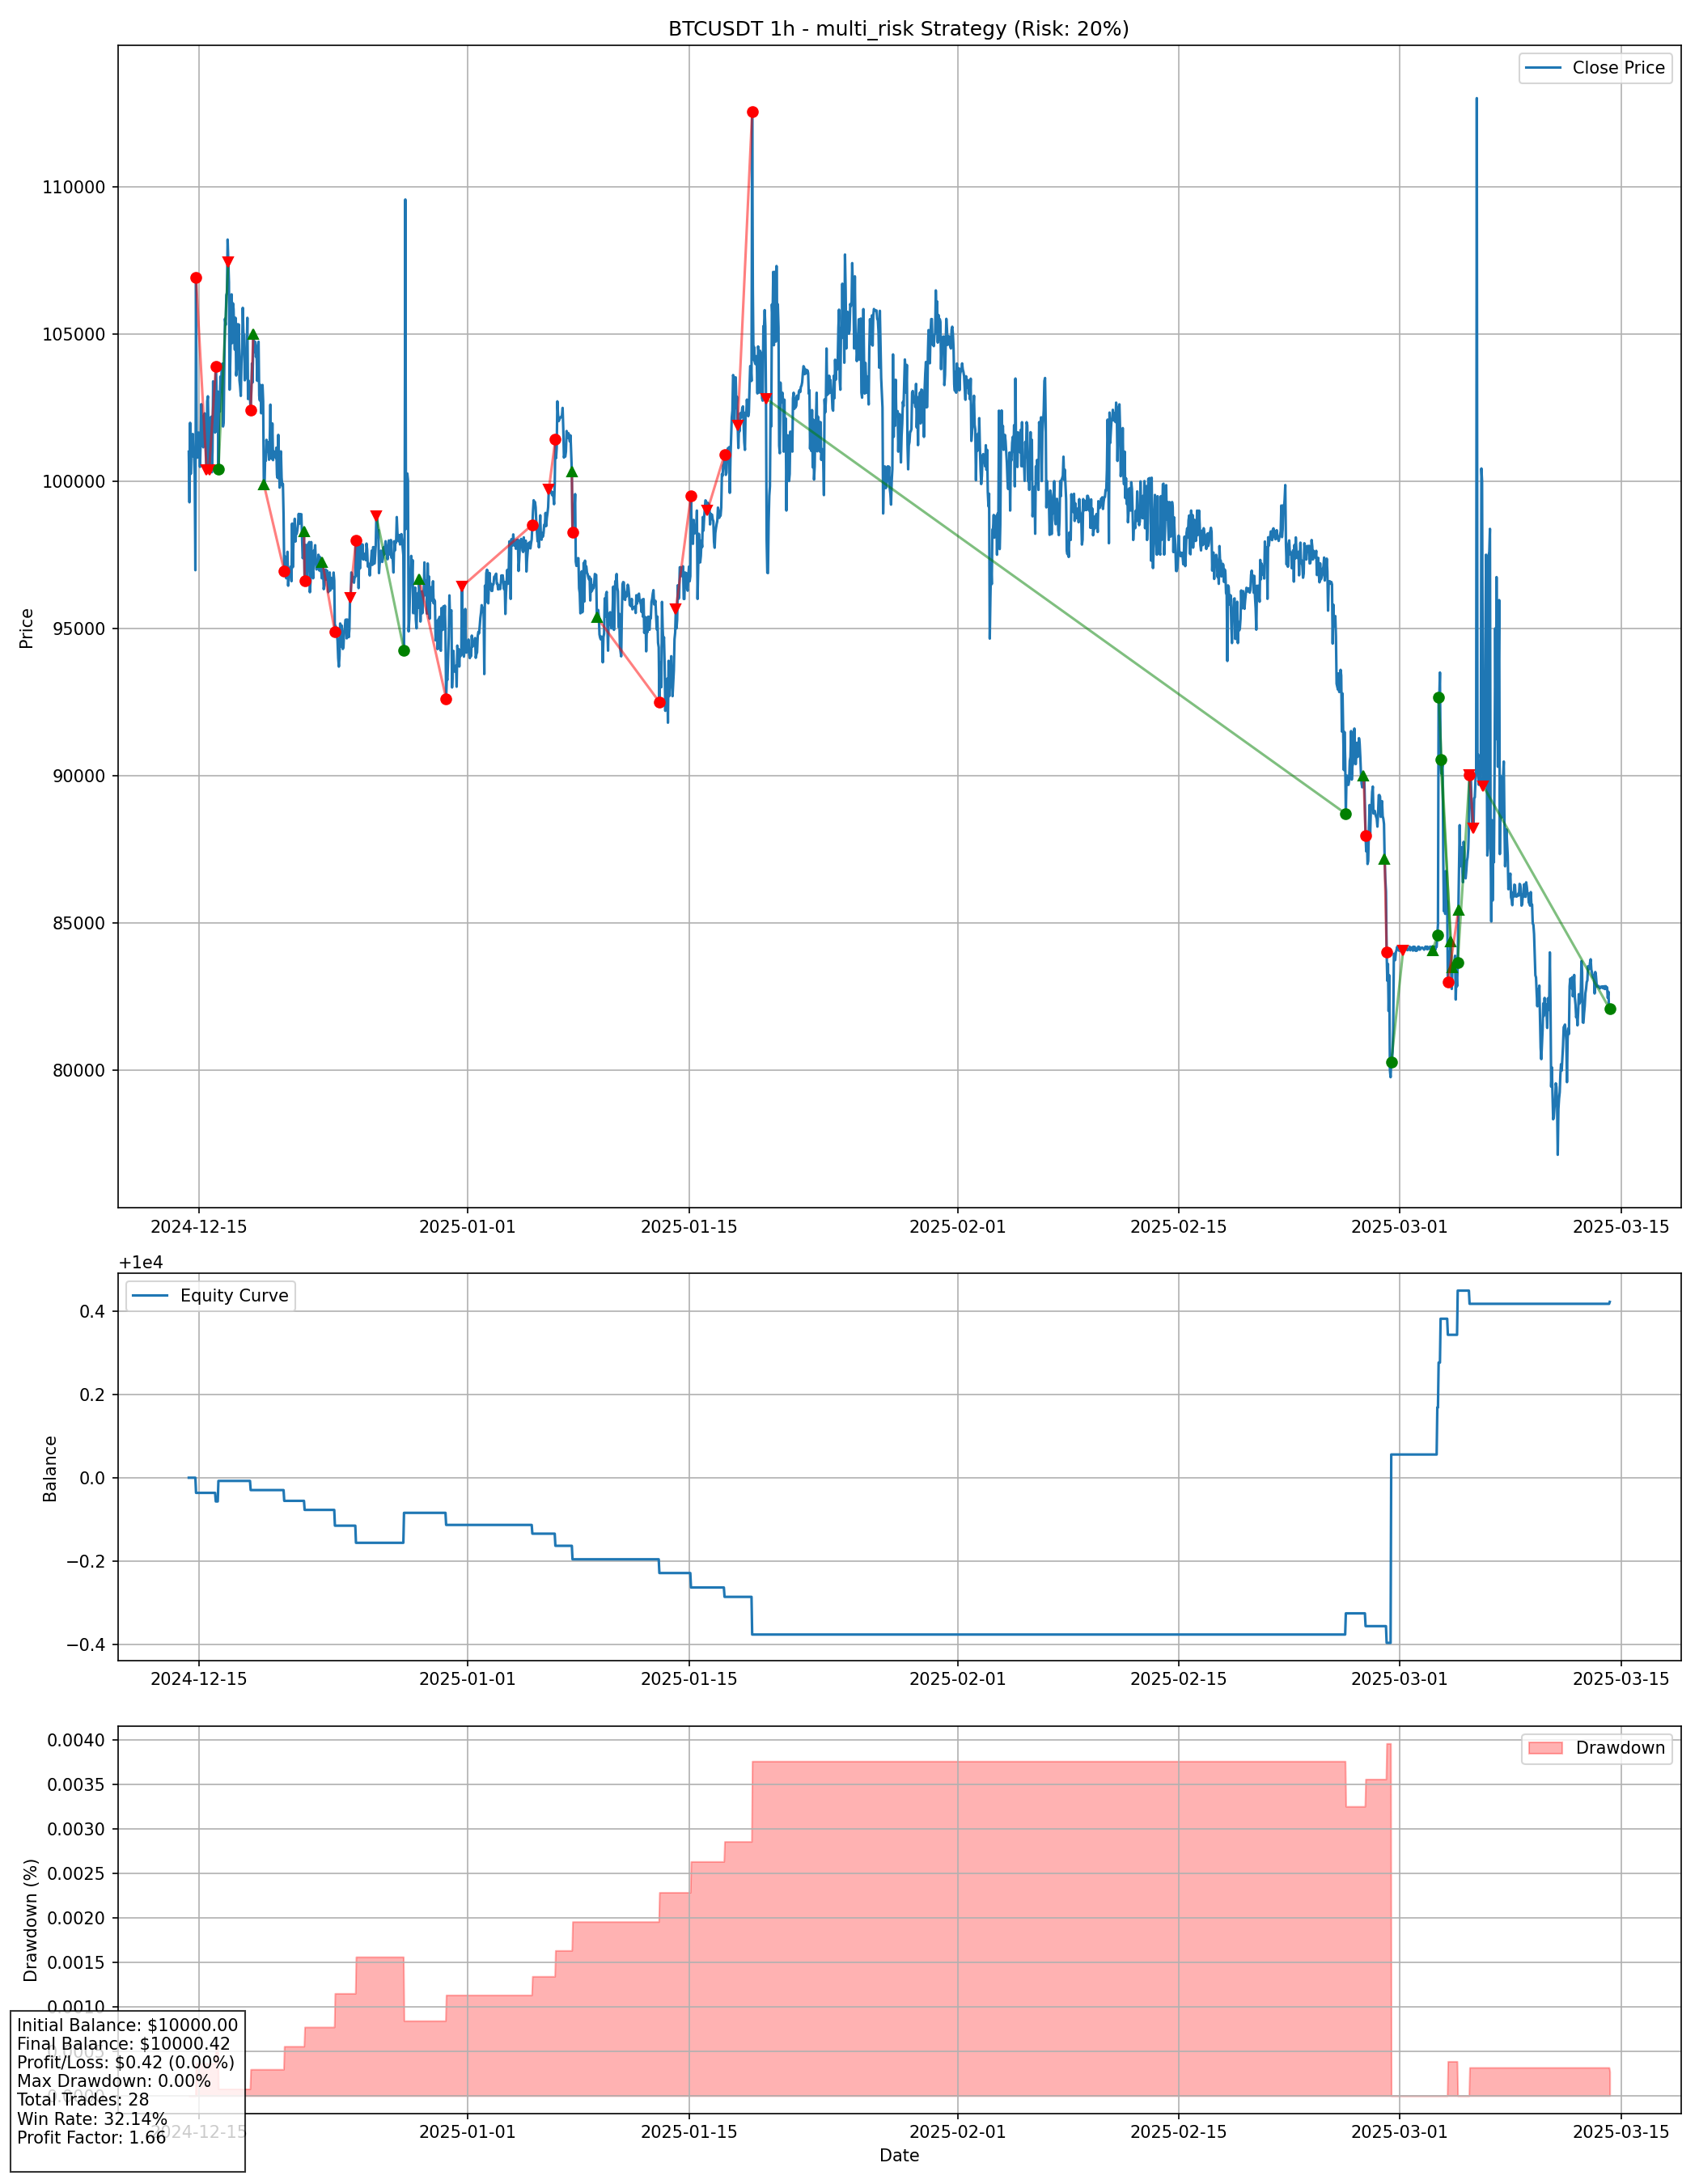 BTCUSDT 1h - multi_risk Strategy (Risk: 20%)
Close Price
Price
110000
105000
100000
95000
90000
85000
80000
2024-12-15
2025-01-01
2025-01-15
2025-02-01
2025-02-15
2025-03-01
2025-03-15
+1e4
Equity Curve
Balance
0.4
0.2
0.0
−0.2
−0.4
2024-12-15
2025-01-01
2025-01-15
2025-02-01
2025-02-15
2025-03-01
2025-03-15
Drawdown
Drawdown (%)
0.0040
0.0035
0.0030
0.0025
0.0020
0.0015
0.0010
0.0005
0.0000
2024-12-15
2025-01-01
2025-01-15
2025-02-01
2025-02-15
2025-03-01
2025-03-15
Date
Initial Balance: $10000.00
Final Balance: $10000.42
Profit/Loss: $0.42 (0.00%)
Max Drawdown: 0.00%
Total Trades: 28
Win Rate: 32.14%
Profit Factor: 1.66